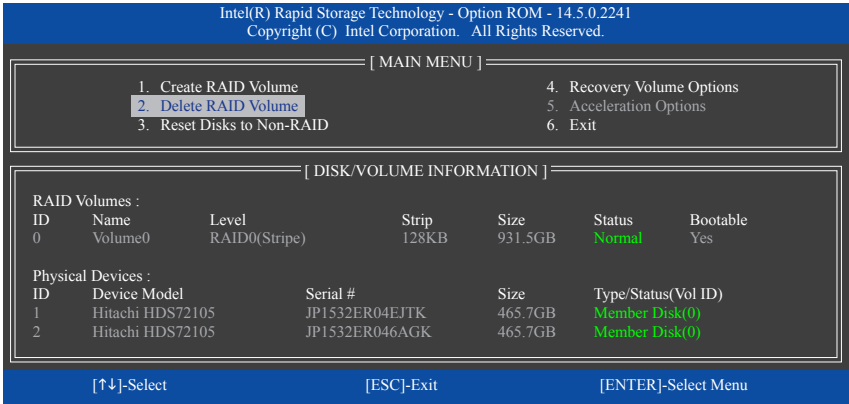 Intel(R) Rapid Storage Technology - Option ROM - 14.5.0.2241
Copyright (C) Intel Corporation. All Rights Reserved.
[ MAIN MENU ]
1. Create RAID Volume 4. Recovery Volume Options
2. Delete RAID Volume 5. Acceleration Options
3. Reset Disks to Non-RAID 6. Exit
[ DISK/VOLUME INFORMATION ]
RAID Volumes :
ID Name Level Strip Size Status Bootable
0 Volume0 RAID0(Stripe) 128KB 931.5GB Normal Yes
Physical Devices :
ID Device Model Serial # Size Type/Status(Vol ID)
1 Hitachi HDS72105 JP1532ER04EJTK 465.7GB Member Disk(0)
2 Hitachi HDS72105 JP1532ER046AGK 465.7GB Member Disk(0)
[↑↓]-Select [ESC]-Exit [ENTER]-Select Menu